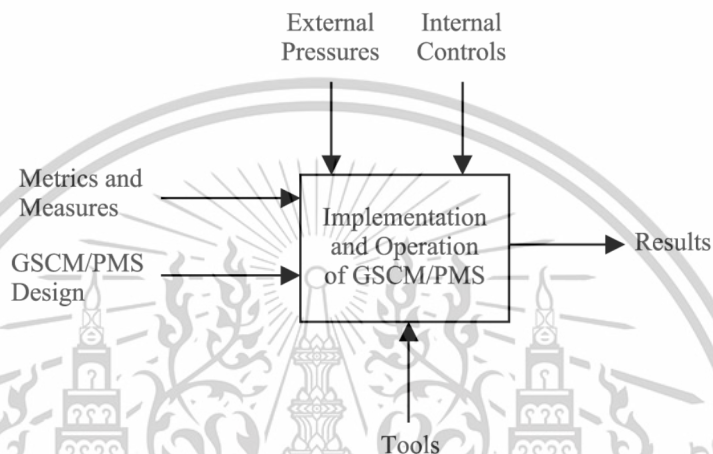 External
Pressures
Internal
Controls
Metrics and
Measures
GSCM/PMS
Design
Implementation
and Operation
of GSCM/PMS
Results
Tools